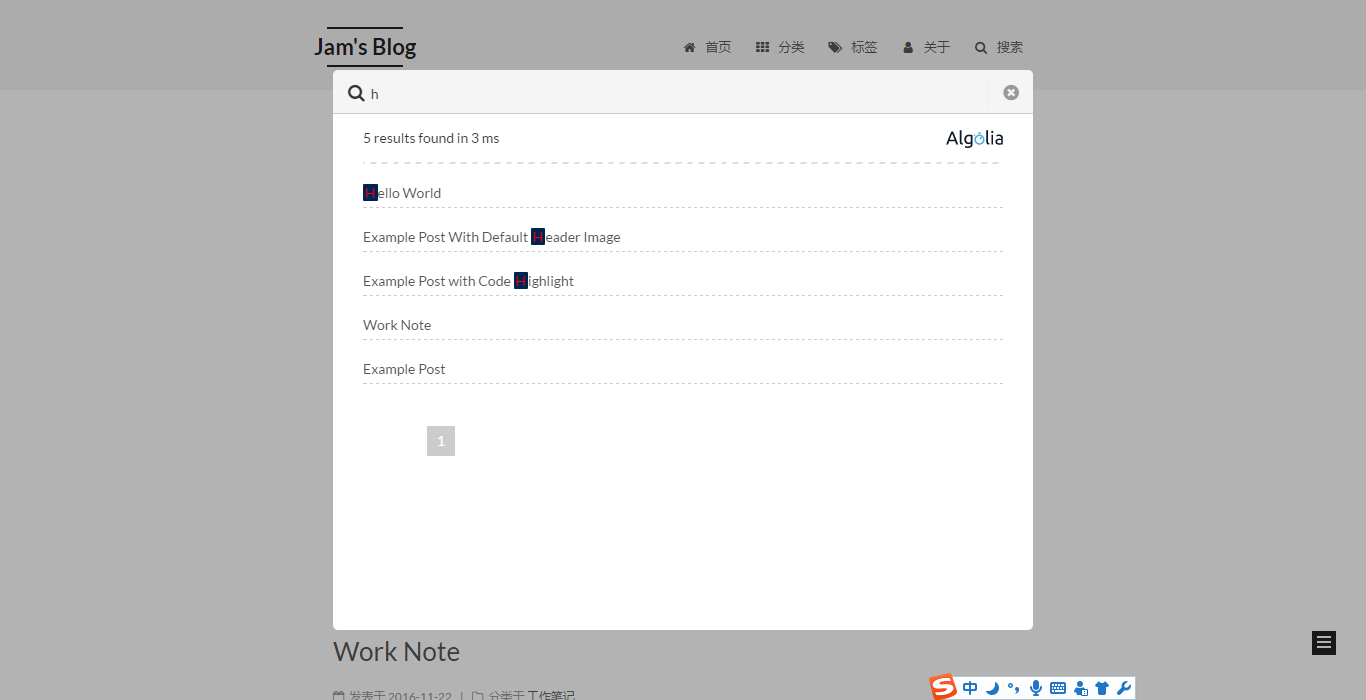 Jam's Blog
首页 分类 标签 关于 搜索
h
5 results found in 3 ms
Algolia
Hello World
Example Post With Default Header Image
Example Post with Code Highlight
Work Note
Example Post
1
Work Note
发表于 2016-11-22 | 分类于 工作笔记
中